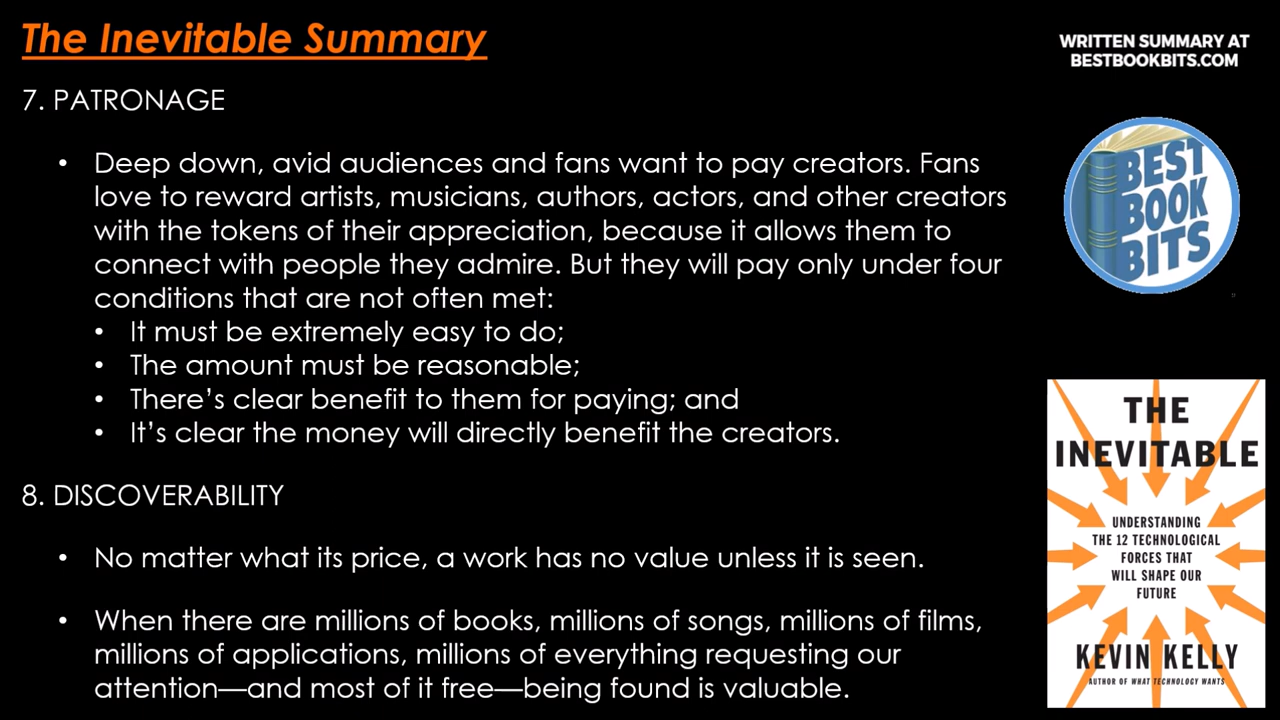 The Inevitable Summary
WRITTEN SUMMARY AT
BESTBOOKBITS.COM
7. PATRONAGE
• Deep down, avid audiences and fans want to pay creators. Fans
love to reward artists, musicians, authors, actors, and other creators
with the tokens of their appreciation, because it allows them to
connect with people they admire. But they will pay only under four
conditions that are not often met:
• It must be extremely easy to do;
• The amount must be reasonable;
• There’s clear benefit to them for paying; and
• It’s clear the money will directly benefit the creators.
8. DISCOVERABILITY
• No matter what its price, a work has no value unless it is seen.
• When there are millions of books, millions of songs, millions of films,
millions of applications, millions of everything requesting our
attention—and most of it free—being found is valuable.
BEST
BOOK
BITS
THE
INEVITABLE
UNDERSTANDING
THE 12 TECHNOLOGICAL
FORCES THAT
WILL SHAPE OUR
FUTURE
KEVIN KELLY
AUTHOR OF WHAT TECHNOLOGY WANTS